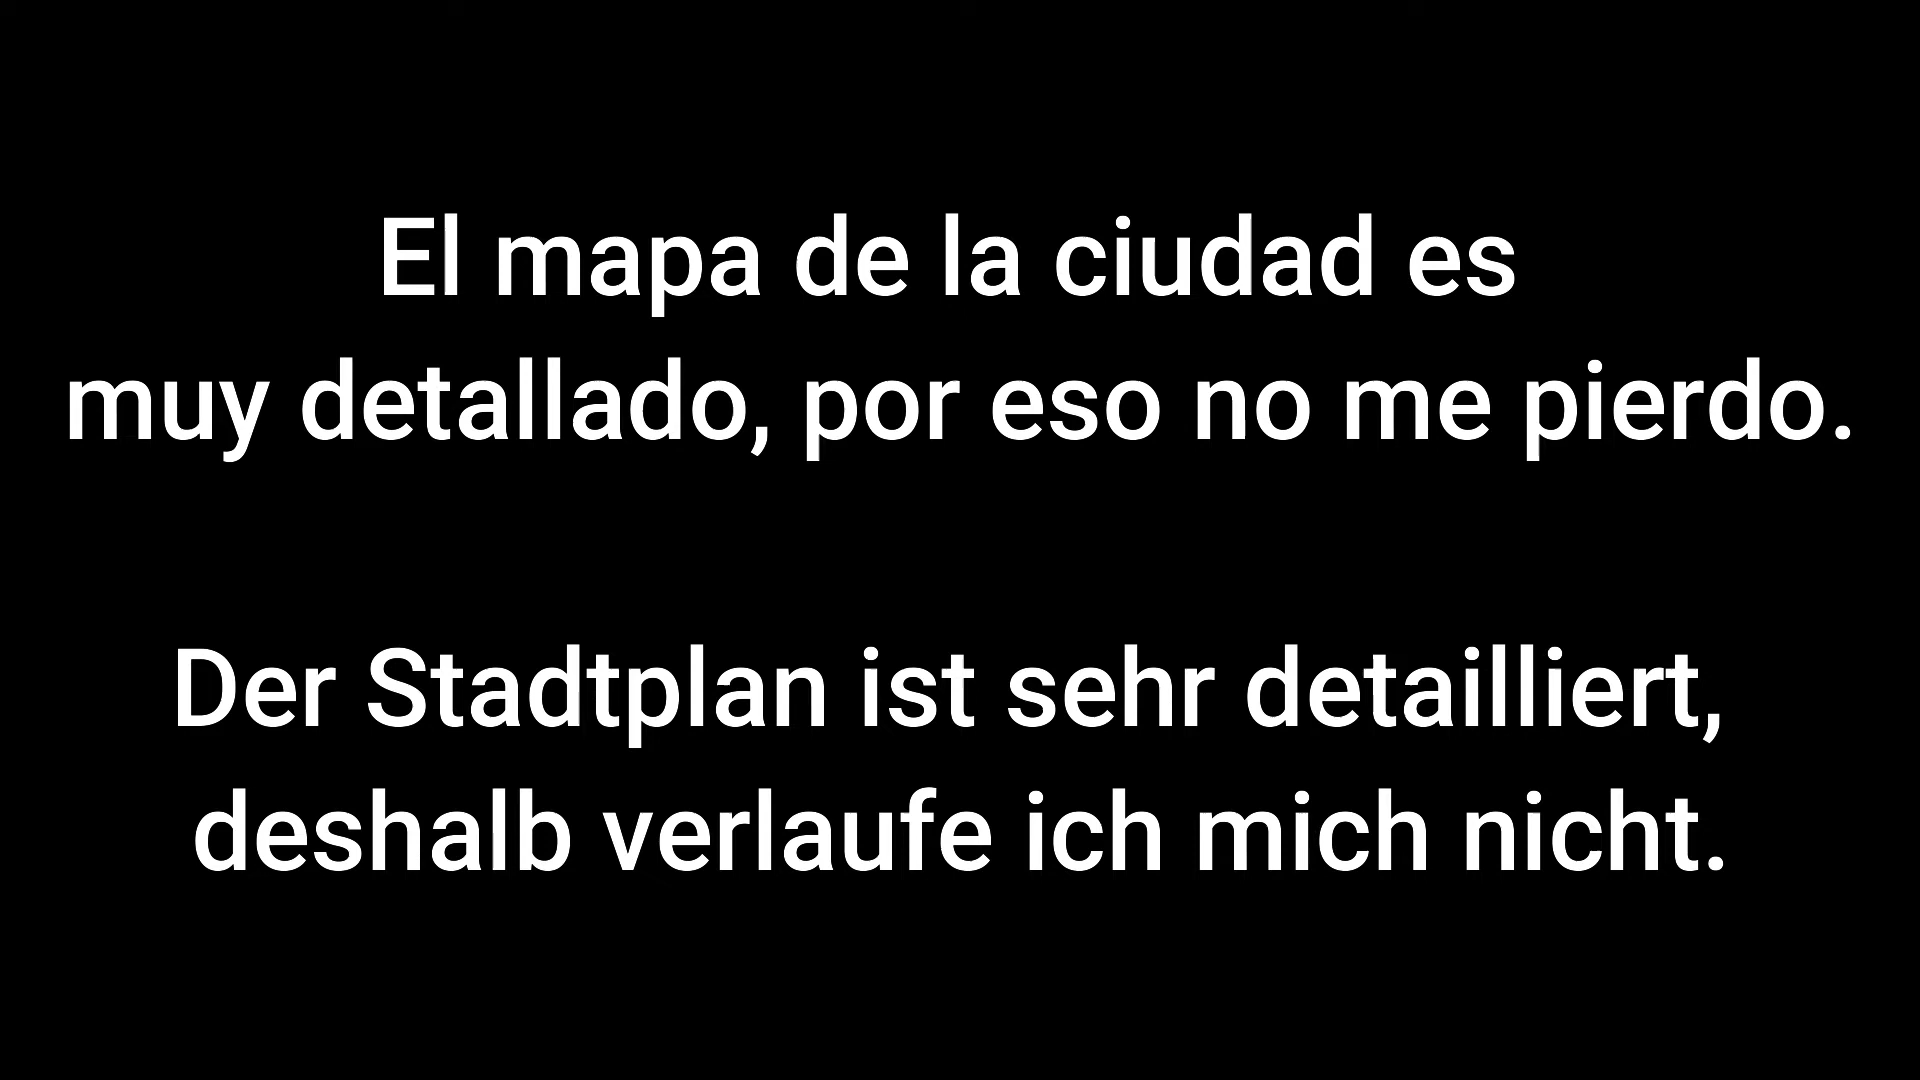 El mapa de la ciudad es
muy detallado, por eso no me pierdo.
Der Stadtplan ist sehr detailliert,
deshalb verlaufe ich mich nicht.